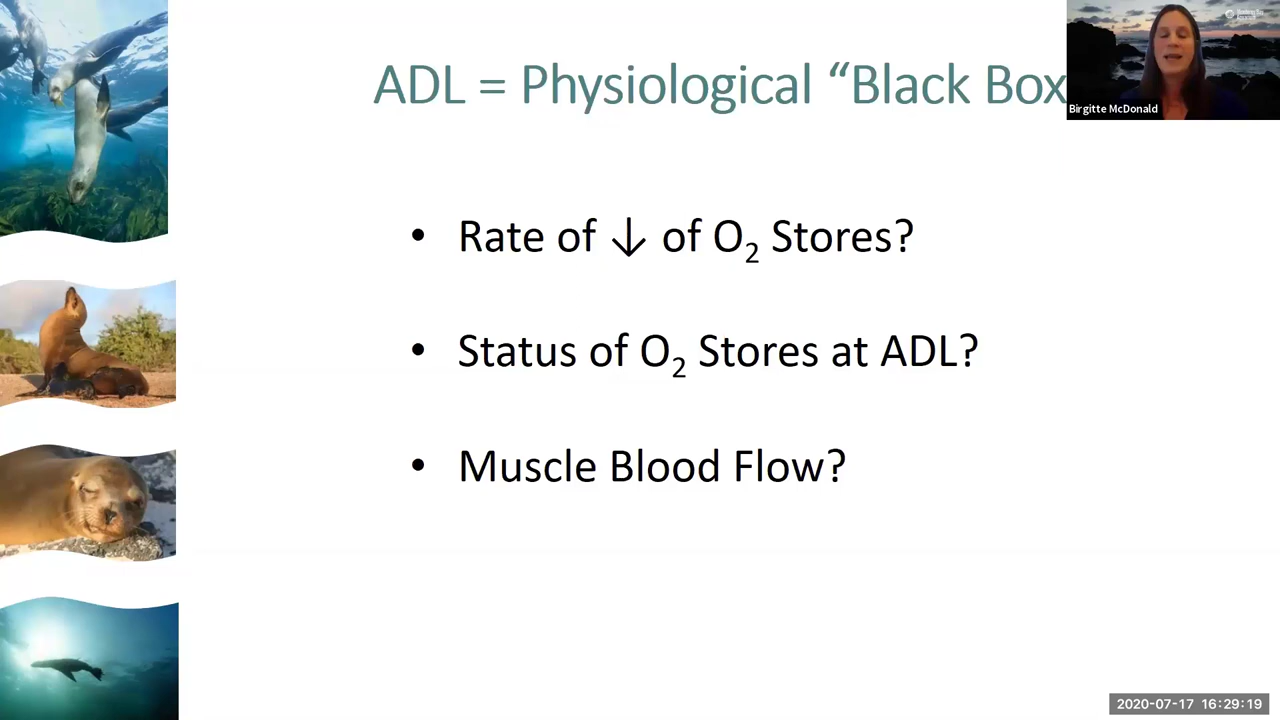 ADL = Physiological “Black Box
Birgitte McDonald
• Rate of ↓ of O₂ Stores?
• Status of O₂ Stores at ADL?
• Muscle Blood Flow?
2020-07-17 16:29:19